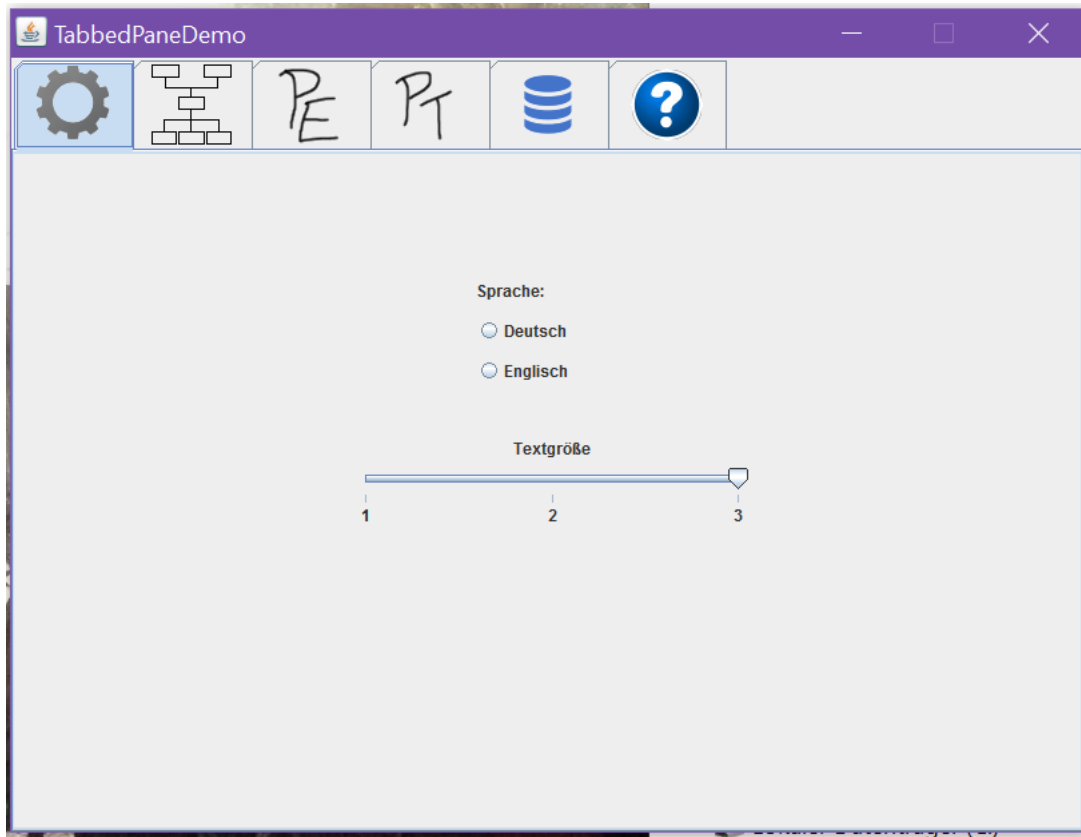 TabbedPaneDemo
PE PT ?
Sprache:
Deutsch
Englisch
Textgröße
1 2 3